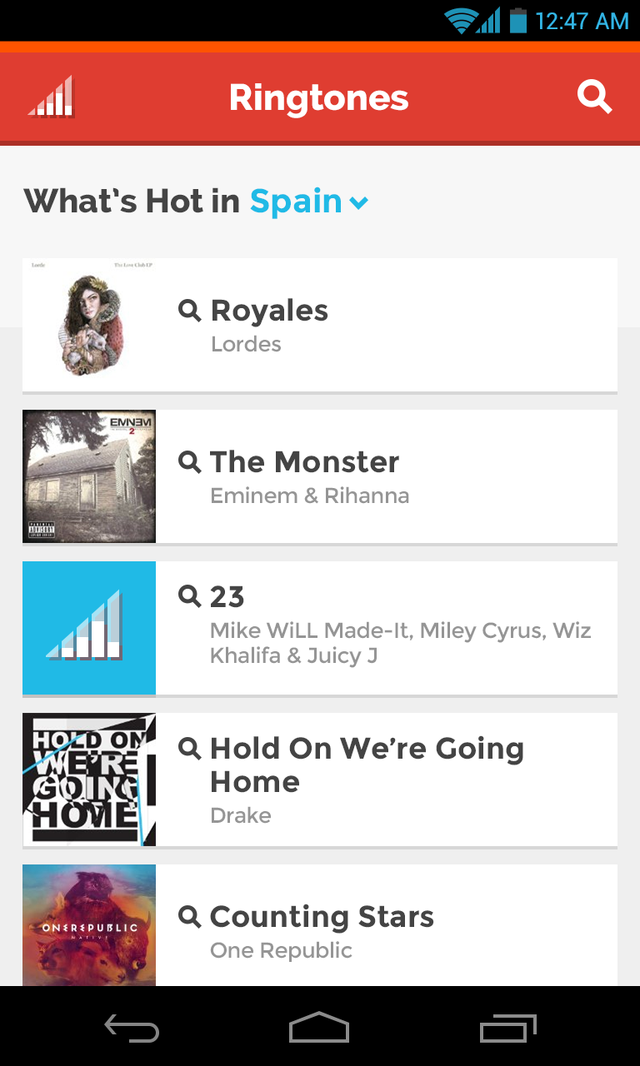 12:47 AM
Ringtones
What's Hot in Spain
Lorde
The Love Club EP
Royales
Lordes
EMINEM
2
PARENTAL
ADVISORY
The Monster
Eminem & Rihanna
23
Mike WiLL Made-It, Miley Cyrus, Wiz
Khalifa & Juicy J
HOLD ON
WE'RE
GOING
HOME
Hold On We’re Going
Home
Drake
ONEREPUBLIC
NATIVE
Counting Stars
One Republic